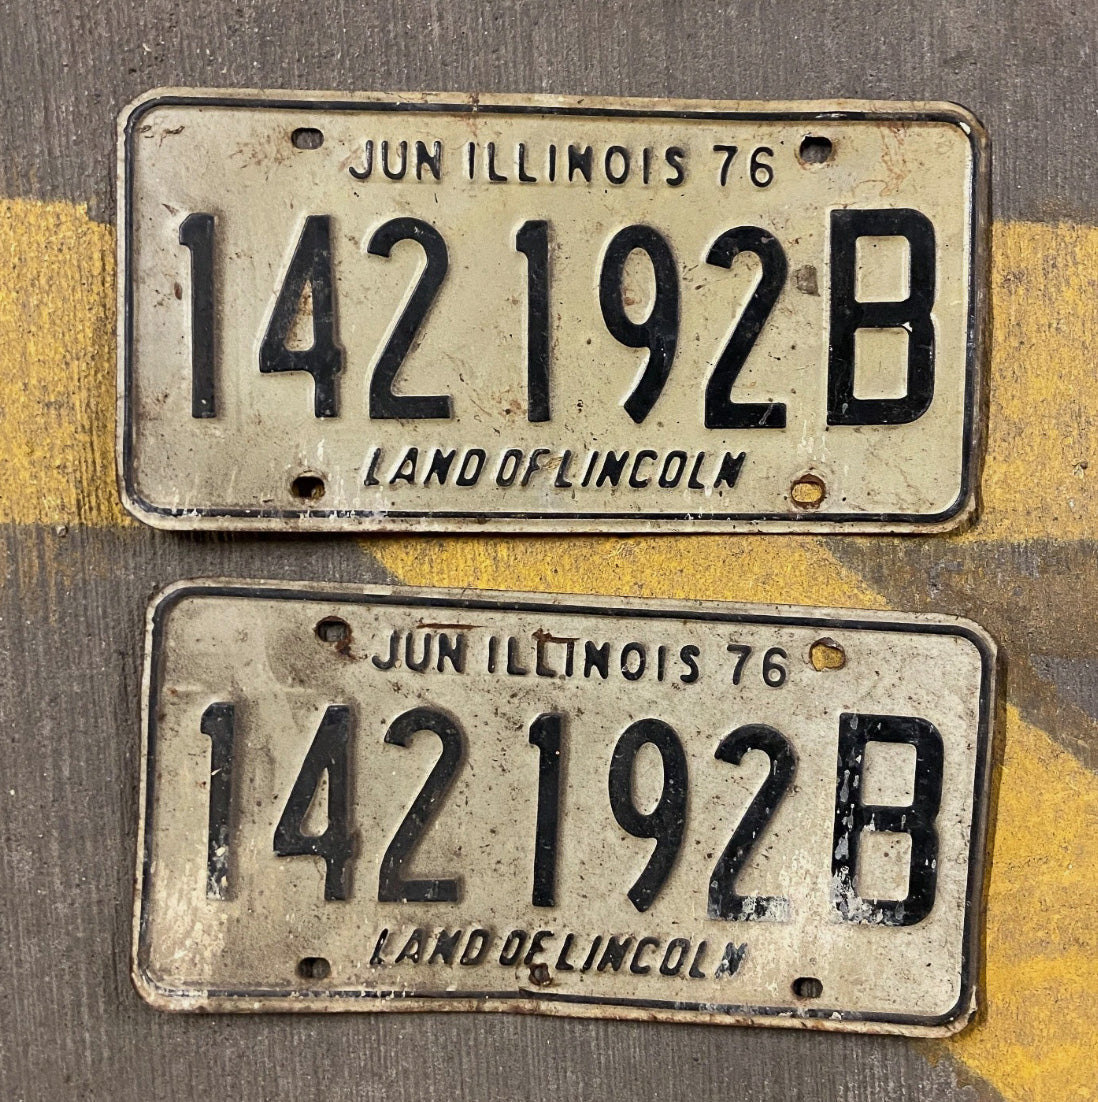 JUN ILLINOIS 76
142 192B
LAND OF LINCOLN
JUN ILLINOIS 76
142 192B
LAND OF LINCOLN